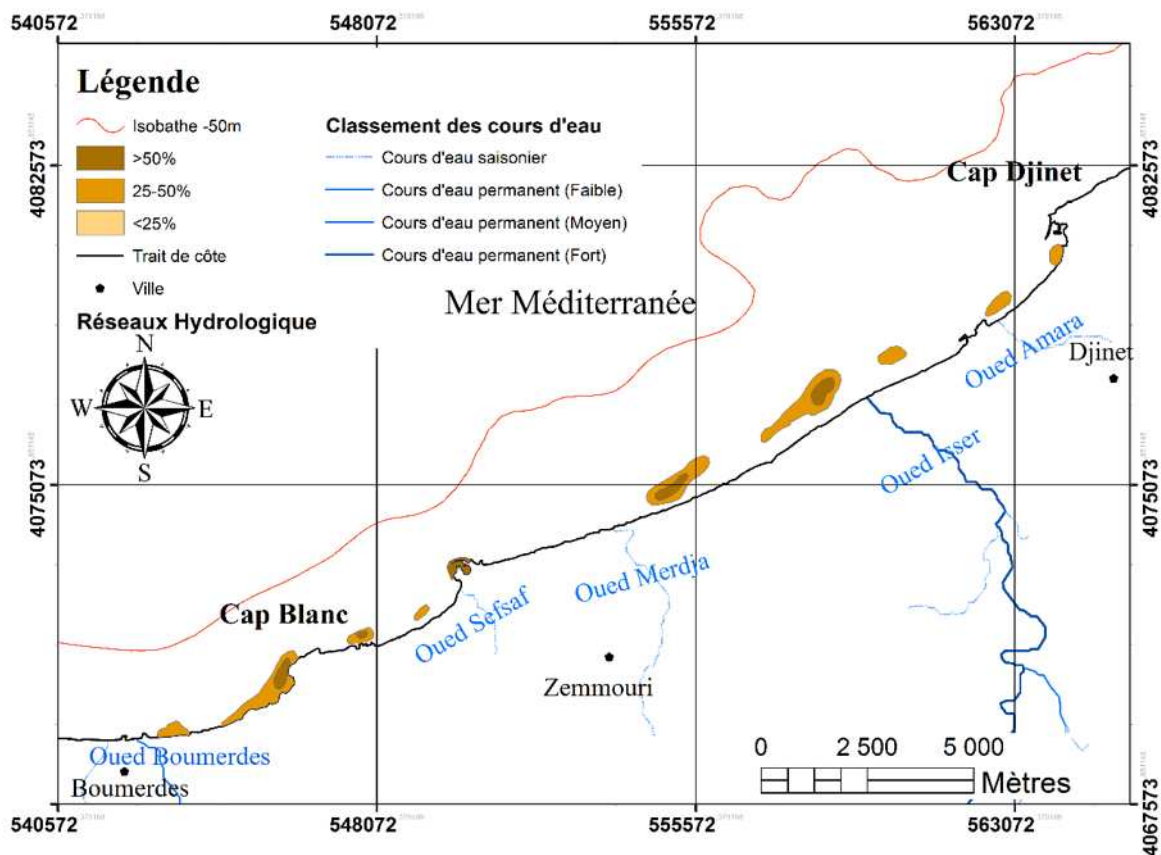 540572 548072 555572 563072
Légende
Isobathe -50m
>50%
25-50%
<25%
Trait de côte
Ville
Réseaux Hydrologique
Classement des cours d'eau
Cours d'eau saisonier
Cours d'eau permanent (Faible)
Cours d'eau permanent (Moyen)
Cours d'eau permanent (Fort)
N
W E
S
4082573
4075073
Mer Méditerranée
Cap Djinet
4082573
Oued Amara
Djinet
Oued Isser
4075073
Cap Blanc
Oued Sefsaf
Oued Merdja
Zemmouri
Oued Boumerdes
Boumerdes
0 2 500 5 000
Mètres
4067573
540572 548072 555572 563072